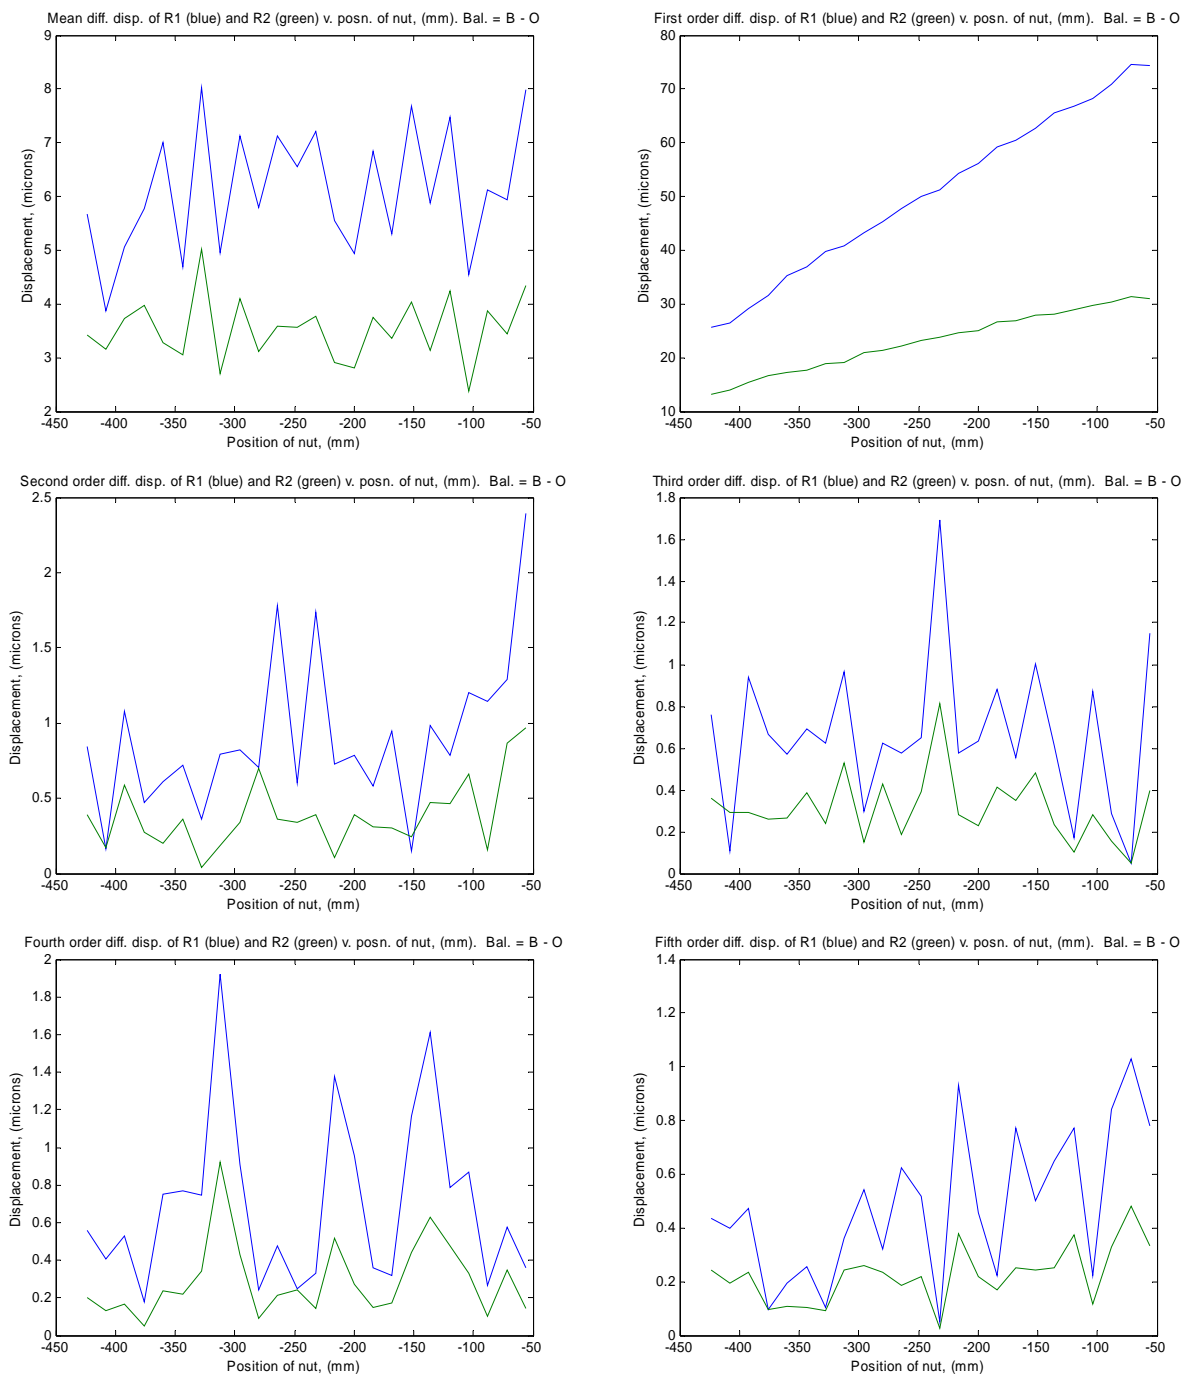 Mean diff. disp. of R1 (blue) and R2 (green) v. posn. of nut, (mm). Bal. = B - O
9
8
7
6
5
4
3
2
Displacement, (microns)
-450 -400 -350 -300 -250 -200 -150 -100 -50
Position of nut, (mm)
First order diff. disp. of R1 (blue) and R2 (green) v. posn. of nut, (mm).  Bal. = B - O
80
70
60
50
40
30
20
10
Displacement, (microns)
-450 -400 -350 -300 -250 -200 -150 -100 -50
Position of nut, (mm)
Second order diff. disp. of R1 (blue) and R2 (green) v. posn. of nut, (mm).  Bal. = B - O
2.5
2
1.5
1
0.5
0
Displacement, (microns)
-450 -400 -350 -300 -250 -200 -150 -100 -50
Position of nut, (mm)
Third order diff. disp. of R1 (blue) and R2 (green) v. posn. of nut, (mm).  Bal. = B - O
1.8
1.6
1.4
1.2
1
0.8
0.6
0.4
0.2
0
Displacement, (microns)
-450 -400 -350 -300 -250 -200 -150 -100 -50
Position of nut, (mm)
Fourth order diff. disp. of R1 (blue) and R2 (green) v. posn. of nut, (mm).  Bal. = B - O
2
1.8
1.6
1.4
1.2
1
0.8
0.6
0.4
0.2
0
Displacement, (microns)
-450 -400 -350 -300 -250 -200 -150 -100 -50
Position of nut, (mm)
Fifth order diff. disp. of R1 (blue) and R2 (green) v. posn. of nut, (mm).  Bal. = B - O
1.4
1.2
1
0.8
0.6
0.4
0.2
0
Displacement, (microns)
-450 -400 -350 -300 -250 -200 -150 -100 -50
Position of nut, (mm)